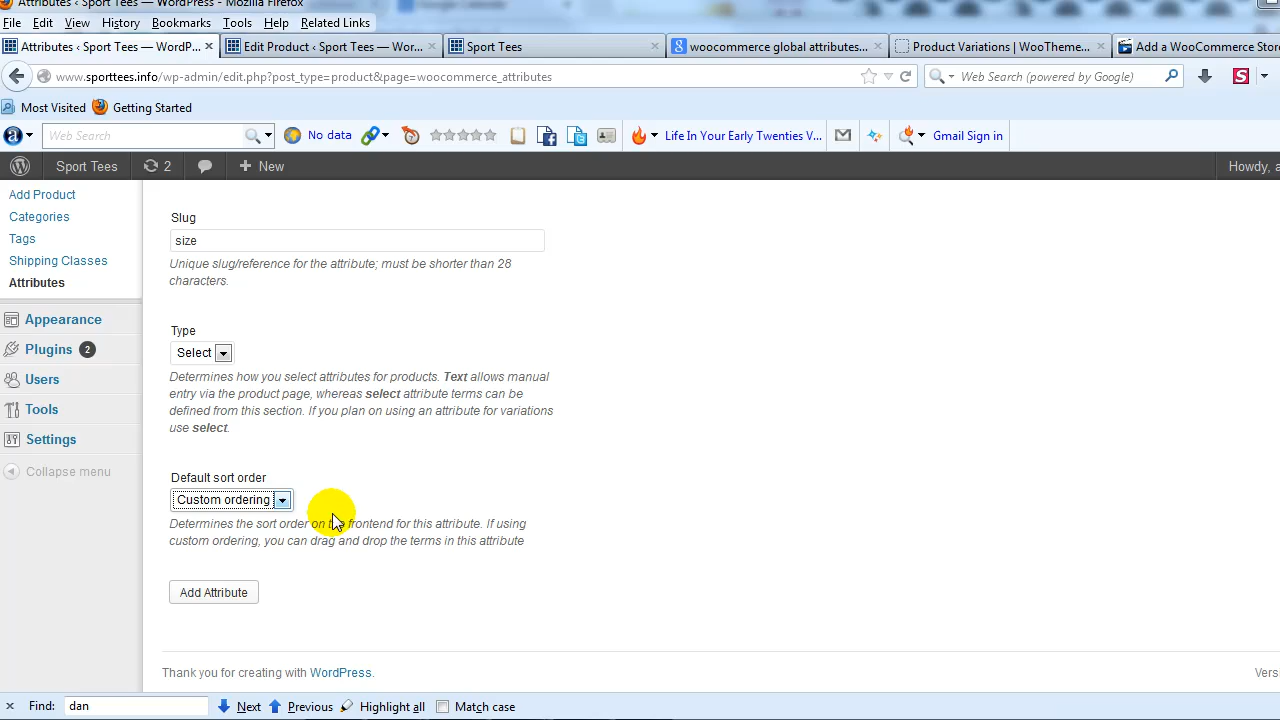 Attributes ‹ Sport Tees — WordPress - Mozilla Firefox
File Edit View History Bookmarks Tools Help Related Links
Attributes ‹ Sport Tees — WordP... × Edit Product ‹ Sport Tees — Wor... × Sport Tees × woocommerce global attributes... × Product Variations | WooTheme... × Add a WooCommerce Store
www.sporttees.info/wp-admin/edit.php?post_type=product&page=woocommerce_attributes Web Search (powered by Google) S
Most Visited Getting Started
a Web Search No data Life In Your Early Twenties V... Gmail Sign in
Sport Tees 2 New Howdy, a
Add Product
Categories
Tags
Shipping Classes
Attributes
Appearance
Plugins 2
Users
Tools
Settings
Collapse menu
Slug
size
Unique slug/reference for the attribute; must be shorter than 28
characters.
Type
Select
Determines how you select attributes for products. Text allows manual
entry via the product page, whereas select attribute terms can be
defined from this section. If you plan on using an attribute for variations
use select.
Default sort order
Custom ordering
Determines the sort order on the frontend for this attribute. If using
custom ordering, you can drag and drop the terms in this attribute
Add Attribute
Thank you for creating with WordPress. Vers
× Find: dan Next Previous Highlight all Match case